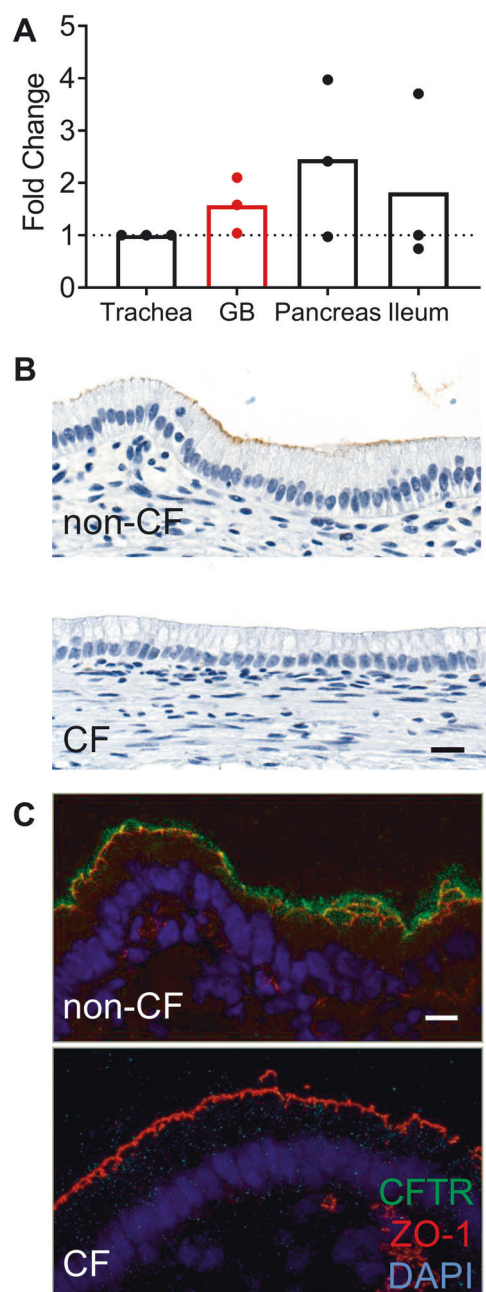 A
Fold Change
5
4
3
2
1
0
Trachea GB Pancreas Ileum
B
non-CF
CF
C
non-CF
CFTR
ZO-1
DAPI
CF